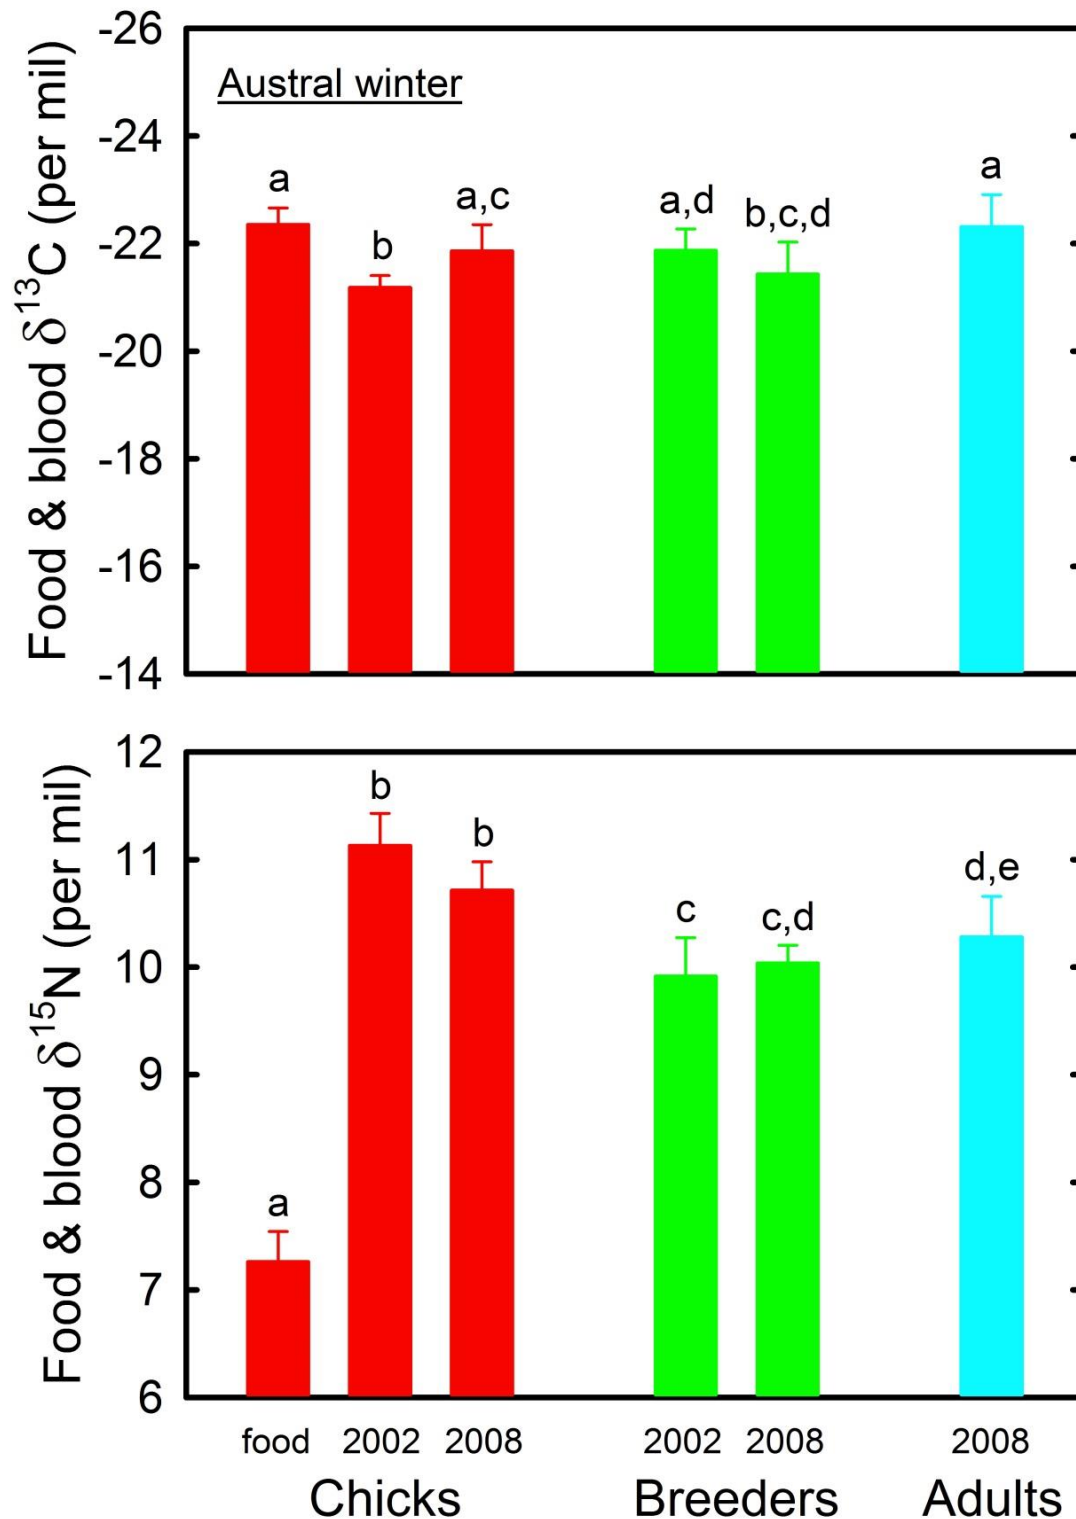 -26
Austral winter
-24
-22
-20
-18
-16
-14
Food & blood δ¹³C (per mil)
a
b
a,c
a,d
b,c,d
a
12
11
10
9
8
7
6
Food & blood δ¹⁵N (per mil)
a
b
b
c
c,d
d,e
food 2002 2008 2002 2008 2008
Chicks Breeders Adults